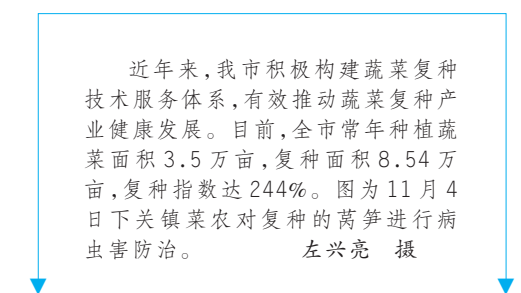 近年来,我市积极构建蔬菜复种
技术服务体系,有效推动蔬菜复种产
业健康发展。目前,全市常年种植蔬
菜面积3.5万亩,复种面积8.54万
亩,复种指数达244%。图为11月4
日下关镇菜农对复种的莴笋进行病
虫害防治。 左兴亮 摄